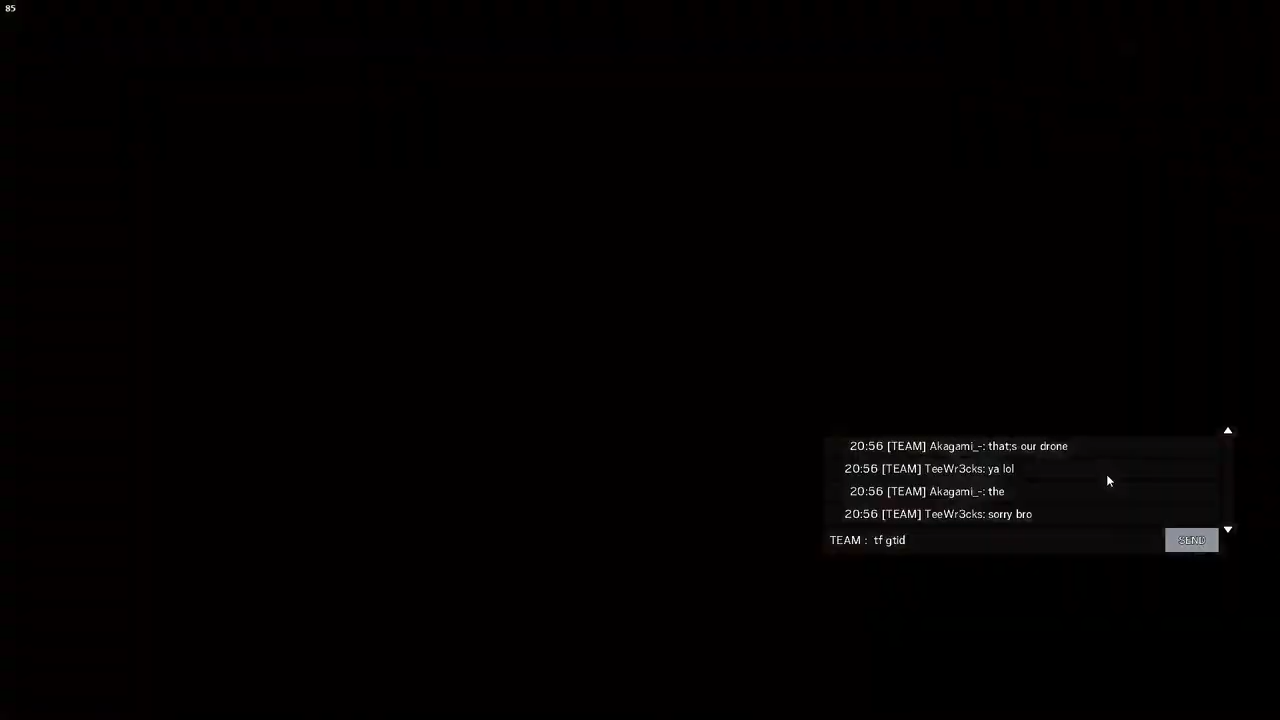 85
20:56 [TEAM] Akagami_-: that;s our drone
20:56 [TEAM] TeeWr3cks: ya lol
20:56 [TEAM] Akagami_-: the
20:56 [TEAM] TeeWr3cks: sorry bro
TEAM : tf gtid
SEND